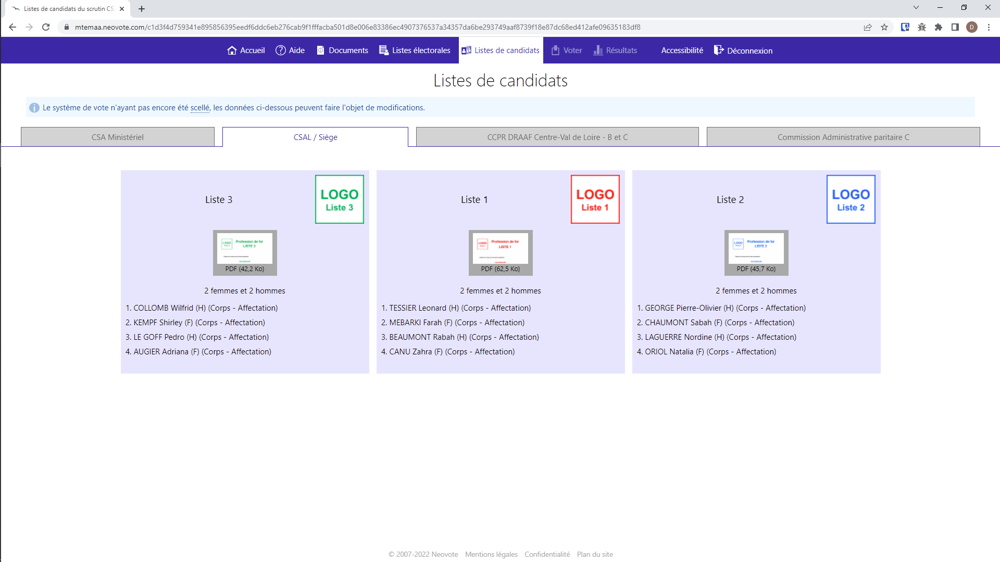 Listes de candidats du scrutin CS
mtemaa.neovote.com/c1d3f4d759341e895856395eedf6ddc6eb276cab9f1fffacba501d8e006e83386ec4907376537a34357da6be293749aaf8739f18e87dc68ed412afe09635183df8
D
Accueil Aide Documents Listes électorales Listes de candidats Voter Résultats Accessibilité Déconnexion
Listes de candidats
Le système de vote n'ayant pas encore été scellé, les données ci-dessous peuvent faire l'objet de modifications.
CSA Ministériel CSAL / Siège CCPR DRAAF Centre-Val de Loire - B et C Commission Administrative paritaire C
Liste 3
LOGO
Liste 3
Profession de foi
LISTE 3
PDF (42,2 Ko)
2 femmes et 2 hommes
1. COLLOMB Wilfrid (H) (Corps - Affectation)
2. KEMPF Shirley (F) (Corps - Affectation)
3. LE GOFF Pedro (H) (Corps - Affectation)
4. AUGIER Adriana (F) (Corps - Affectation)
Liste 1
LOGO
Liste 1
Profession de foi
LISTE 1
PDF (62,5 Ko)
2 femmes et 2 hommes
1. TESSIER Leonard (H) (Corps - Affectation)
2. MEBARKI Farah (F) (Corps - Affectation)
3. BEAUMONT Rabah (H) (Corps - Affectation)
4. CANU Zahra (F) (Corps - Affectation)
Liste 2
LOGO
Liste 2
Profession de foi
LISTE 2
PDF (45,7 Ko)
2 femmes et 2 hommes
1. GEORGE Pierre-Olivier (H) (Corps - Affectation)
2. CHAUMONT Sabah (F) (Corps - Affectation)
3. LAGUERRE Nordine (H) (Corps - Affectation)
4. ORIOL Natalia (F) (Corps - Affectation)
© 2007-2022 Neovote Mentions légales Confidentialité Plan du site